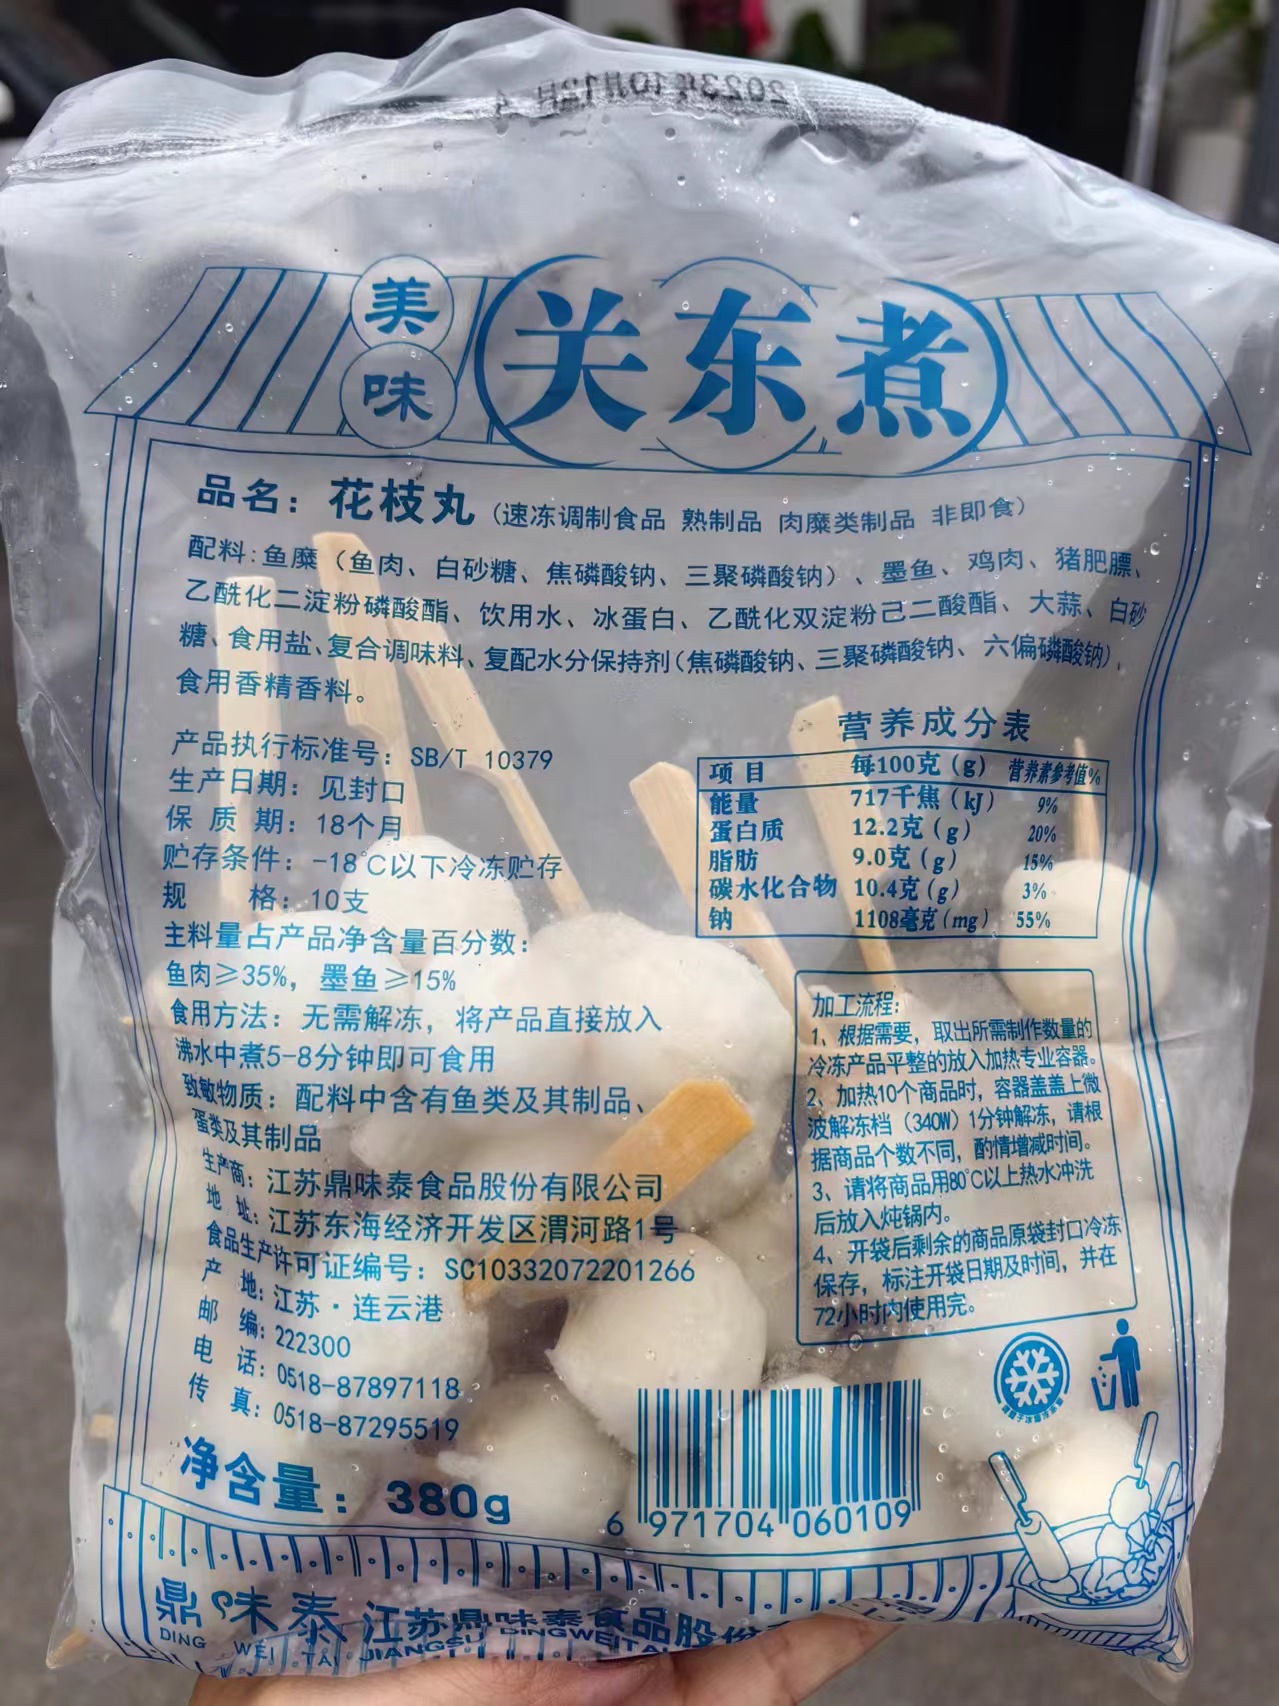 2023年10月12日 4
美味 关东煮
品名：花枝丸（速冻调制食品 熟制品 肉糜类制品 非即食）
配料：鱼糜（鱼肉、白砂糖、焦磷酸钠、三聚磷酸钠）、墨鱼、鸡肉、猪肥膘、
乙酰化二淀粉磷酸酯、饮用水、冰蛋白、乙酰化双淀粉己二酸酯、大蒜、白砂
糖、食用盐、复合调味料、复配水分保持剂（焦磷酸钠、三聚磷酸钠、六偏磷酸钠）、
食用香精香料。
产品执行标准号：SB/T 10379
生产日期：见封口
保质期：18个月
贮存条件：-18℃以下冷冻贮存
规格：10支
主料量占产品净含量百分数：
鱼肉≥35%，墨鱼≥15%
食用方法：无需解冻，将产品直接放入
沸水中煮5-8分钟即可食用
致敏物质：配料中含有鱼类及其制品、
蛋类及其制品
生产商：江苏鼎味泰食品股份有限公司
地址：江苏东海经济开发区渭河路1号
食品生产许可证编号：SC10332072201266
产地：江苏·连云港
邮编：222300
电话：0518-87897118
传真：0518-87295519
净含量：380g
营养成分表
项目 每100克（g） 营养素参考值%
能量 717千焦（kJ） 9%
蛋白质 12.2克（g） 20%
脂肪 9.0克（g） 15%
碳水化合物 10.4克（g） 3%
钠 1108毫克（mg） 55%
加工流程：
1、根据需要，取出所需制作数量的
冷冻产品平整的放入加热专业容器。
2、加热10个商品时，容器盖盖上微
波解冻档（340W）1分钟解冻，请根
据商品个数不同，酌情增减时间。
3、请将商品用80℃以上热水冲洗
后放入炖锅内。
4、开袋后剩余的商品原袋封口冷冻
保存，标注开袋日期及时间，并在
72小时内使用完。
6 971704 060109
鼎味泰 江苏鼎味泰食品股份
DING WEI TAI JIANGSU DINGWEITAI